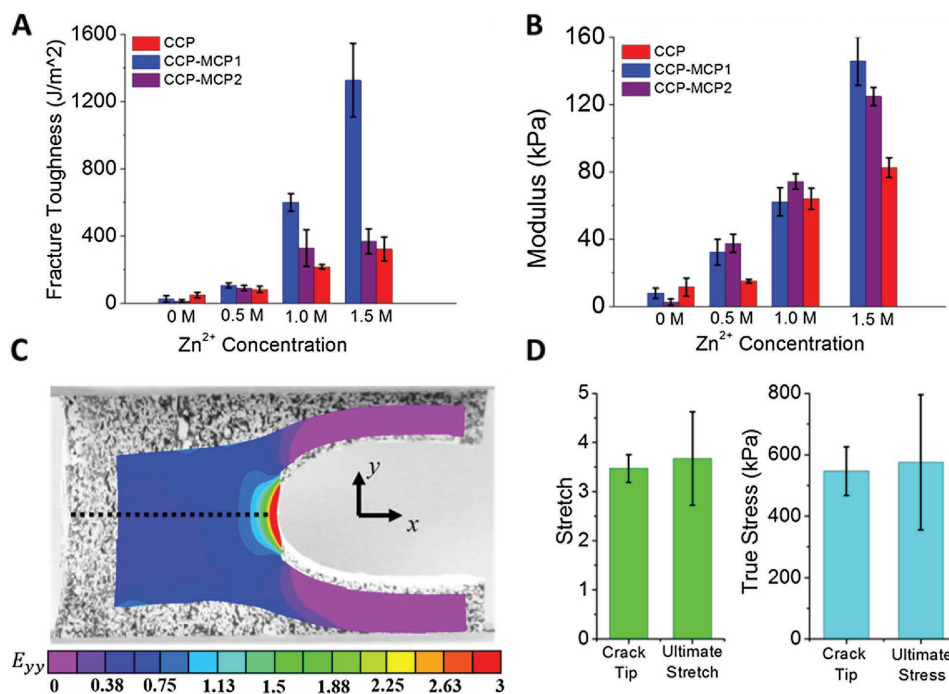 A
Fracture Toughness (J/m^2)
1600
1200
800
400
0
CCP
CCP-MCP1
CCP-MCP2
0 M
0.5 M
1.0 M
1.5 M
Zn²⁺ Concentration
B
Modulus (kPa)
160
120
80
40
0
CCP
CCP-MCP1
CCP-MCP2
0 M
0.5 M
1.0 M
1.5 M
Zn²⁺ Concentration
C
y
x
E_yy
0 0.38 0.75 1.13 1.5 1.88 2.25 2.63 3
D
Stretch
5
4
3
2
1
0
Crack
Tip
Ultimate
Stretch
True Stress (kPa)
800
600
400
200
0
Crack
Tip
Ultimate
Stress